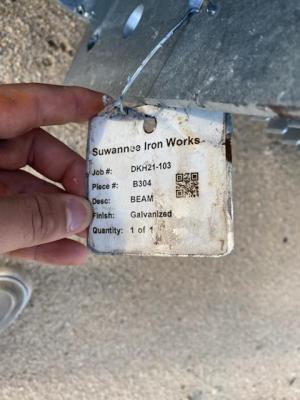 Suwannee Iron Works
Job #: DKH21-103
Piece #: B304
Desc: BEAM
Finish: Galvanized
Quantity: 1 of 1